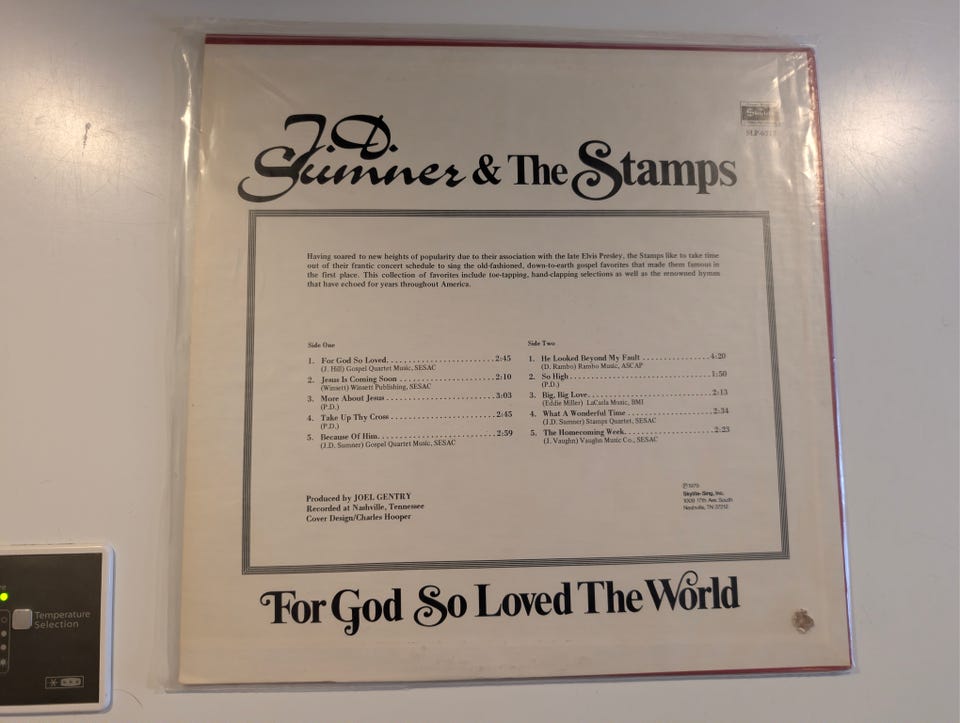 J.D.
Sumner & The Stamps
Having soared to new heights of popularity due to their association with the late Elvis Presley, the Stamps like to take time
out of their frantic concert schedule to sing the old-fashioned, down-to-earth gospel favorites that made them famous in
the first place. This collection of favorites include toe-tapping, hand-clapping selections as well as the renowned hymns
that have echoed for years throughout America.
Side One
1. For God So Loved. . . . . . . . . . . . . . . . . . . . . . . 2:45
(J. Hill) Gospel Quartet Music, SESAC
2. Jesus Is Coming Soon . . . . . . . . . . . . . . . . . . . . 2:10
(Winsett) Winsett Publishing, SESAC
3. More About Jesus . . . . . . . . . . . . . . . . . . . . . . . 3:03
(P.D.)
4. Take Up Thy Cross . . . . . . . . . . . . . . . . . . . . . . 2:45
(P.D.)
5. Because Of Him. . . . . . . . . . . . . . . . . . . . . . . . 2:59
(J.D. Sumner) Gospel Quartet Music, SESAC
Side Two
1. He Looked Beyond My Fault . . . . . . . . . . . . . . 4:20
(D. Rambo) Rambo Music, ASCAP
2. So High . . . . . . . . . . . . . . . . . . . . . . . . . . . . . 1:50
(P.D.)
3. Big, Big Love. . . . . . . . . . . . . . . . . . . . . . . . . 2:13
(Eddie Miller) LaCasla Music, BMI
4. What A Wonderful Time . . . . . . . . . . . . . . . . . 2:34
(J.D. Sumner) Stamps Quartet, SESAC
5. The Homecoming Week. . . . . . . . . . . . . . . . . . 2:23
(J. Vaughn) Vaughn Music Co., SESAC
Produced by JOEL GENTRY
Recorded at Nashville, Tennessee
Cover Design/Charles Hooper
Skylite-Sing, Inc.
1008 17th Ave. South
Nashville, TN 37212
For God So Loved The World
Temperature
Selection